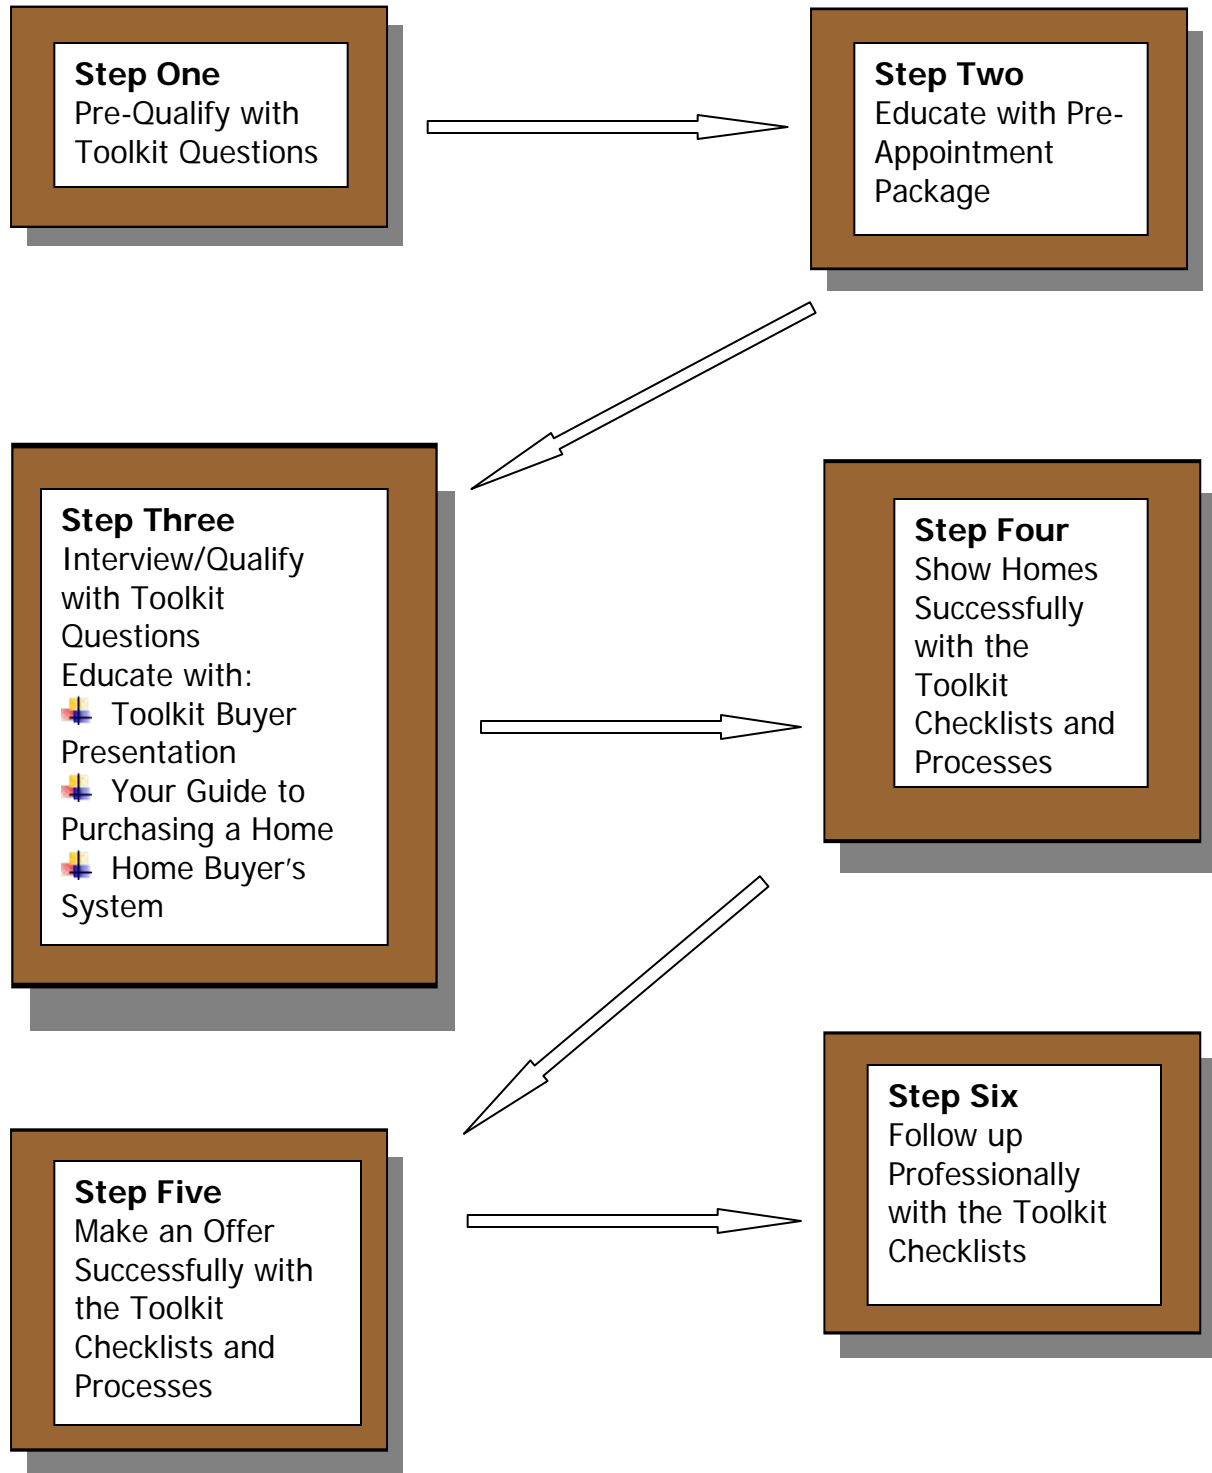 Step One
Pre-Qualify with
Toolkit Questions
Step Two
Educate with Pre-
Appointment
Package
Step Three
Interview/Qualify
with Toolkit
Questions
Educate with:
Toolkit Buyer
Presentation
Your Guide to
Purchasing a Home
Home Buyer's
System
Step Four
Show Homes
Successfully
with the
Toolkit
Checklists and
Processes
Step Five
Make an Offer
Successfully with
the Toolkit
Checklists and
Processes
Step Six
Follow up
Professionally
with the Toolkit
Checklists